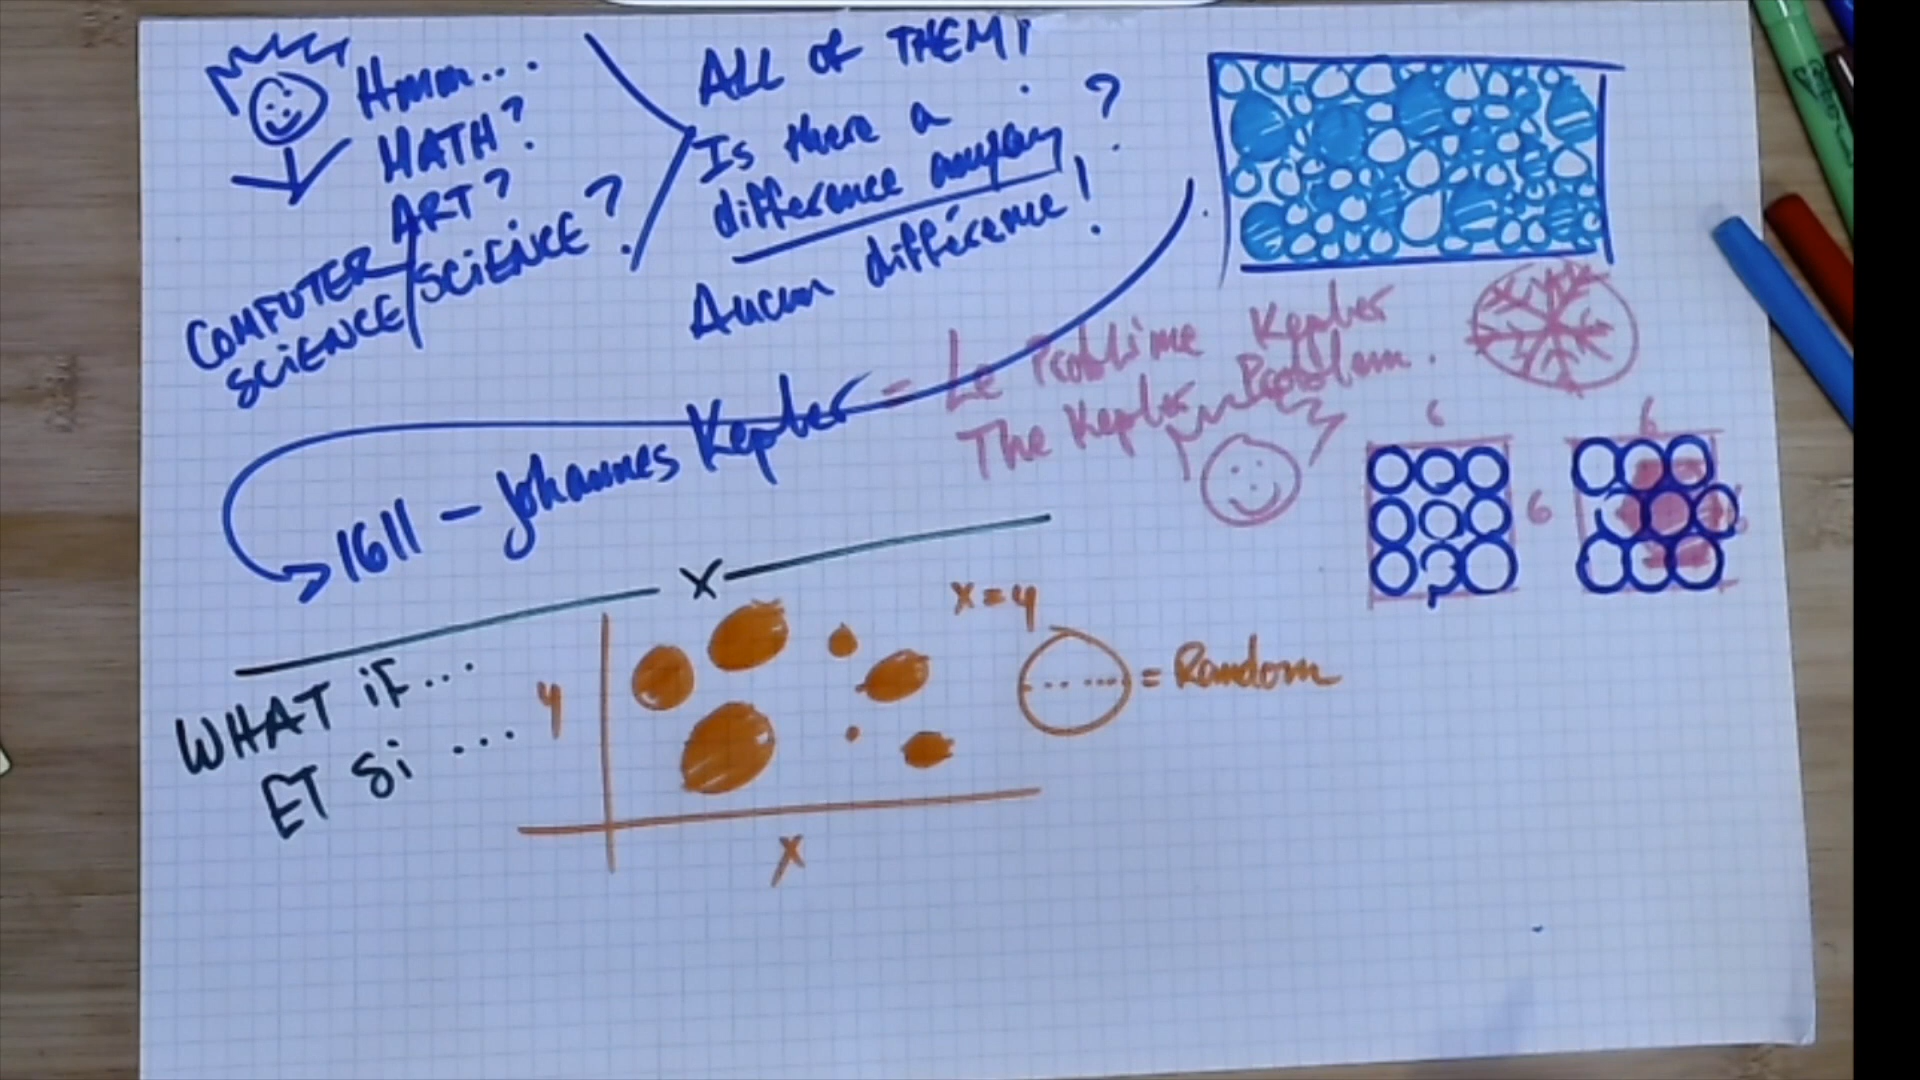 Hmm...
MATH?
ART?
COMPUTER
SCIENCE
SCIENCE?
ALL OF THEM!
Is there a
difference anyway?
Aucun différence!
1611 - Johannes Kepler = Le Problème Kepler
The Kepler Problem.
6
6
6
X
WHAT iF...
ET Si ...
y
X
X = y
= Random